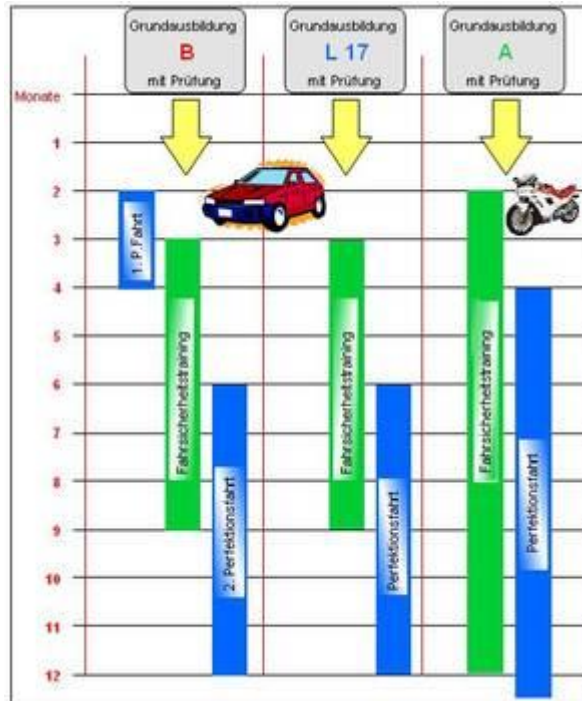 Grundausbildung
B
mit Prüfung
Grundausbildung
L 17
mit Prüfung
Grundausbildung
A
mit Prüfung
Monate
1
2
3
4
5
6
7
8
9
10
11
12
1. P.Fahrt
Fahrsicherheitstraining
2. Perfektionsfahrt
Fahrsicherheitstraining
Perfektionsfahrt
Fahrsicherheitstraining
Perfektionsfahrt